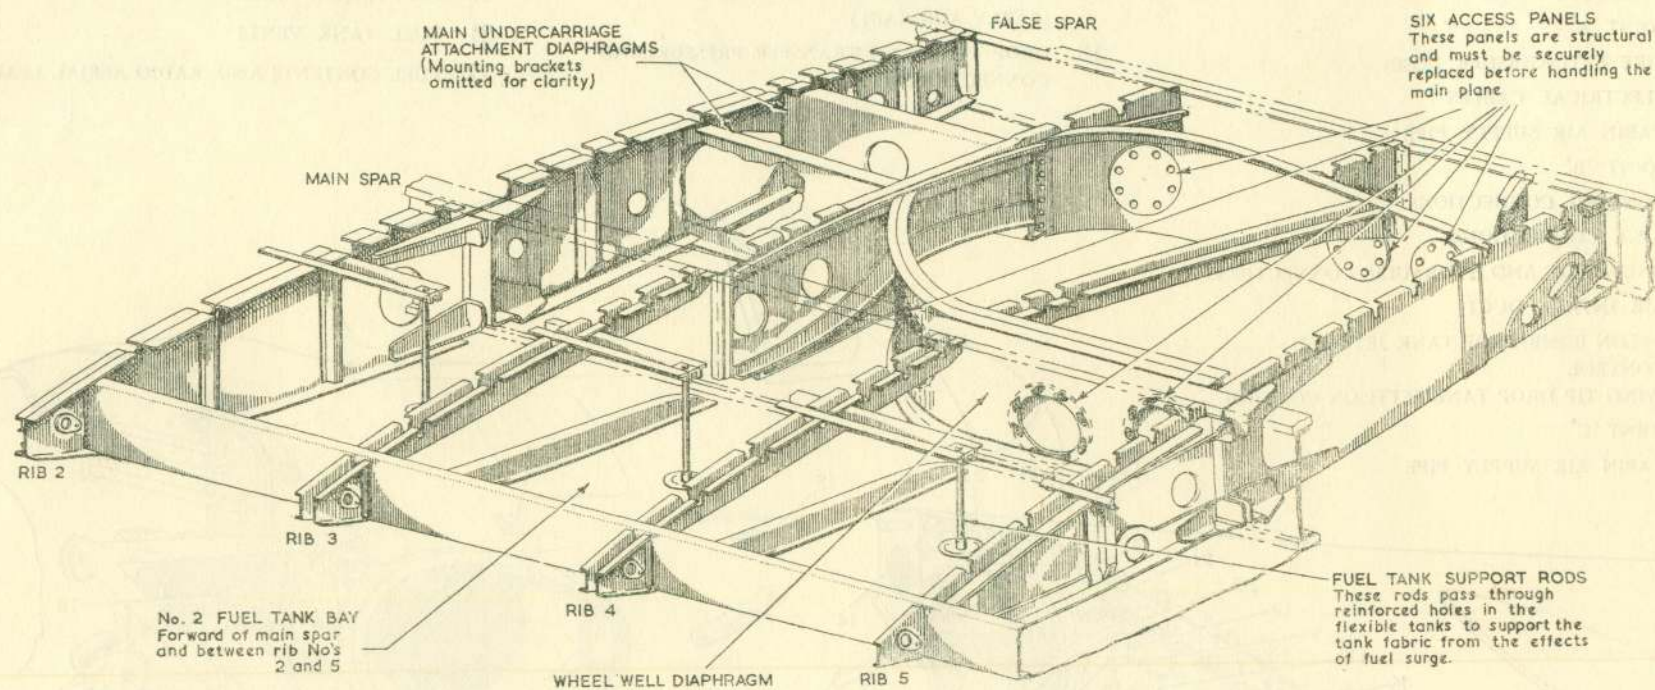 MAIN UNDERCARRIAGE
ATTACHMENT DIAPHRAGMS
(Mounting brackets
omitted for clarity)
FALSE SPAR
SIX ACCESS PANELS
These panels are structural
and must be securely
replaced before handling the
main plane
MAIN SPAR
RIB 2
RIB 3
RIB 4
RIB 5
No. 2 FUEL TANK BAY
Forward of main spar
and between rib No's
2 and 5
WHEEL WELL DIAPHRAGM
FUEL TANK SUPPORT RODS
These rods pass through
reinforced holes in the
flexible tanks to support the
tank fabric from the effects
of fuel surge.